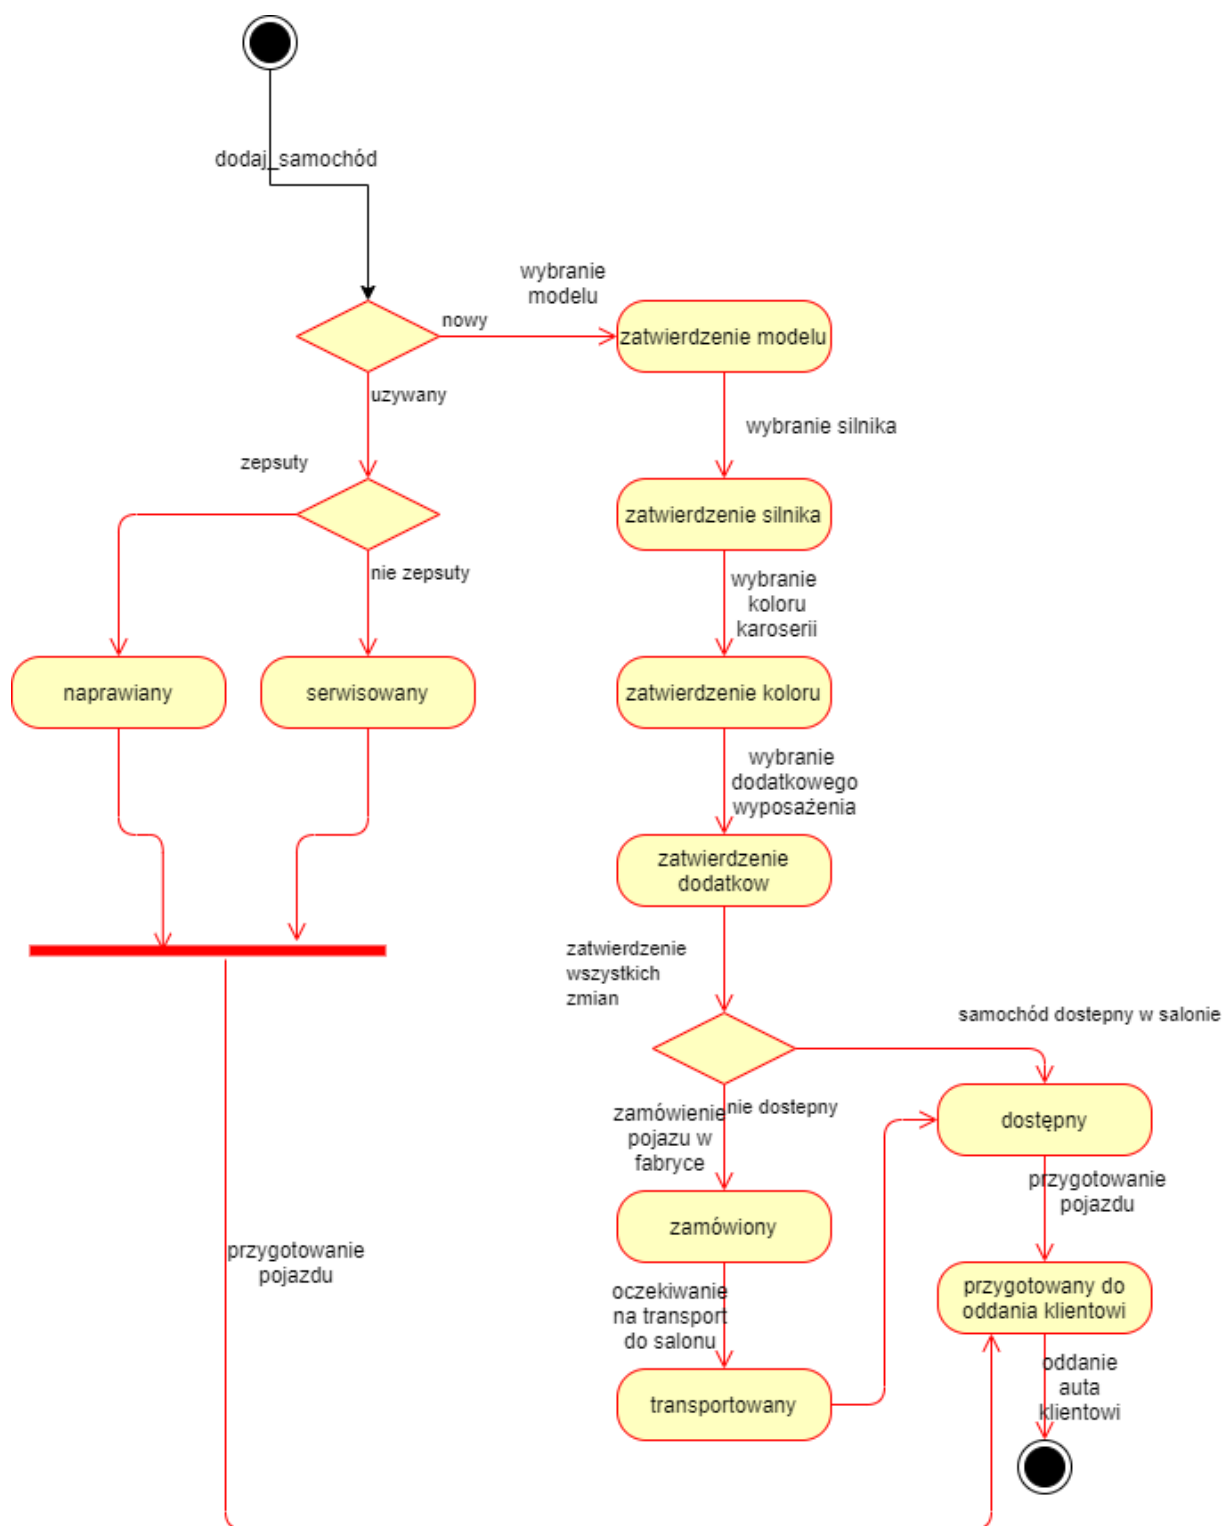 dodaj_samochód
wybranie
modelu
nowy
zatwierdzenie modelu
uzywany
wybranie silnika
zepsuty
zatwierdzenie silnika
nie zepsuty
wybranie
koloru
karoserii
naprawiany
serwisowany
zatwierdzenie koloru
wybranie
dodatkowego
wyposażenia
zatwierdzenie
dodatkow
zatwierdzenie
wszystkich
zmian
samochód dostepny w salonie
nie dostepny
zamówienie
pojazu w
fabryce
dostępny
przygotowanie
pojazdu
zamówiony
przygotowanie
pojazdu
oczekiwanie
na transport
do salonu
przygotowany do
oddania klientowi
transportowany
oddanie
auta
klientowi